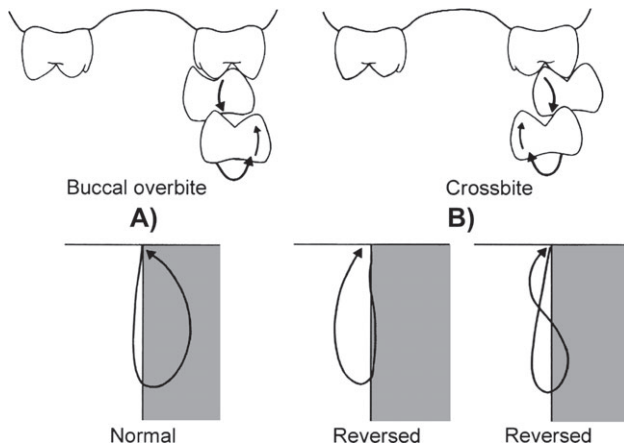 Buccal overbite
Crossbite
A)
B)
Normal
Reversed
Reversed